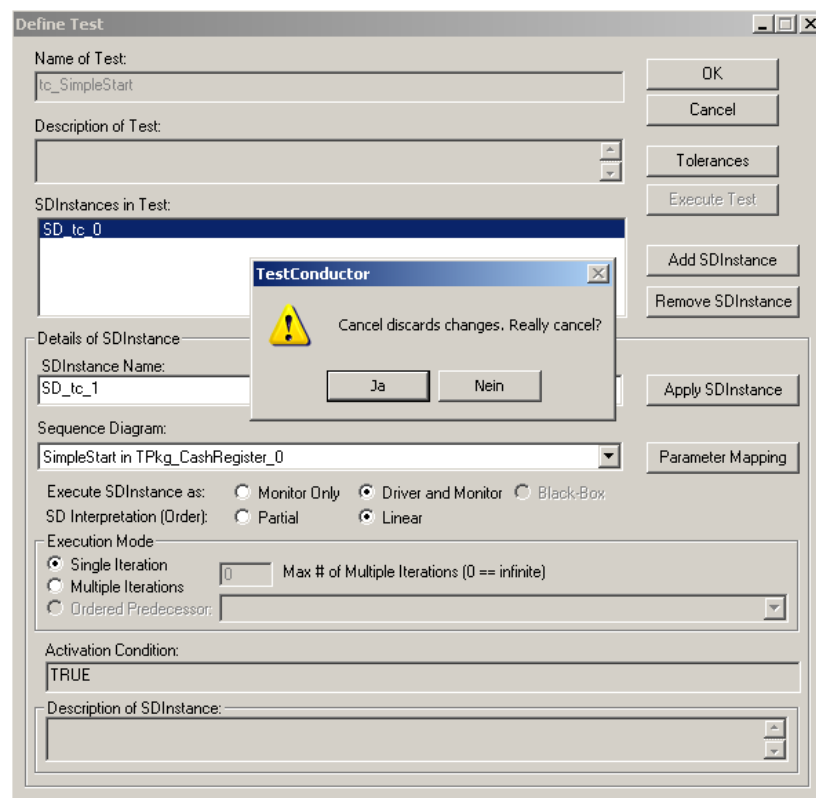 Define Test
Name of Test:
tc_SimpleStart
OK
Cancel
Description of Test:
Tolerances
Execute Test
SDInstances in Test:
SD_tc_0
Add SDInstance
Remove SDInstance
TestConductor
Cancel discards changes. Really cancel?
Ja Nein
Details of SDInstance
SDInstance Name:
SD_tc_1
Apply SDInstance
Sequence Diagram:
SimpleStart in TPkg_CashRegister_0
Parameter Mapping
Execute SDInstance as: Monitor Only Driver and Monitor Black-Box
SD Interpretation (Order): Partial Linear
Execution Mode
Single Iteration
0 Max # of Multiple Iterations (0 == infinite)
Multiple Iterations
Ordered Predecessor:
Activation Condition:
TRUE
Description of SDInstance: